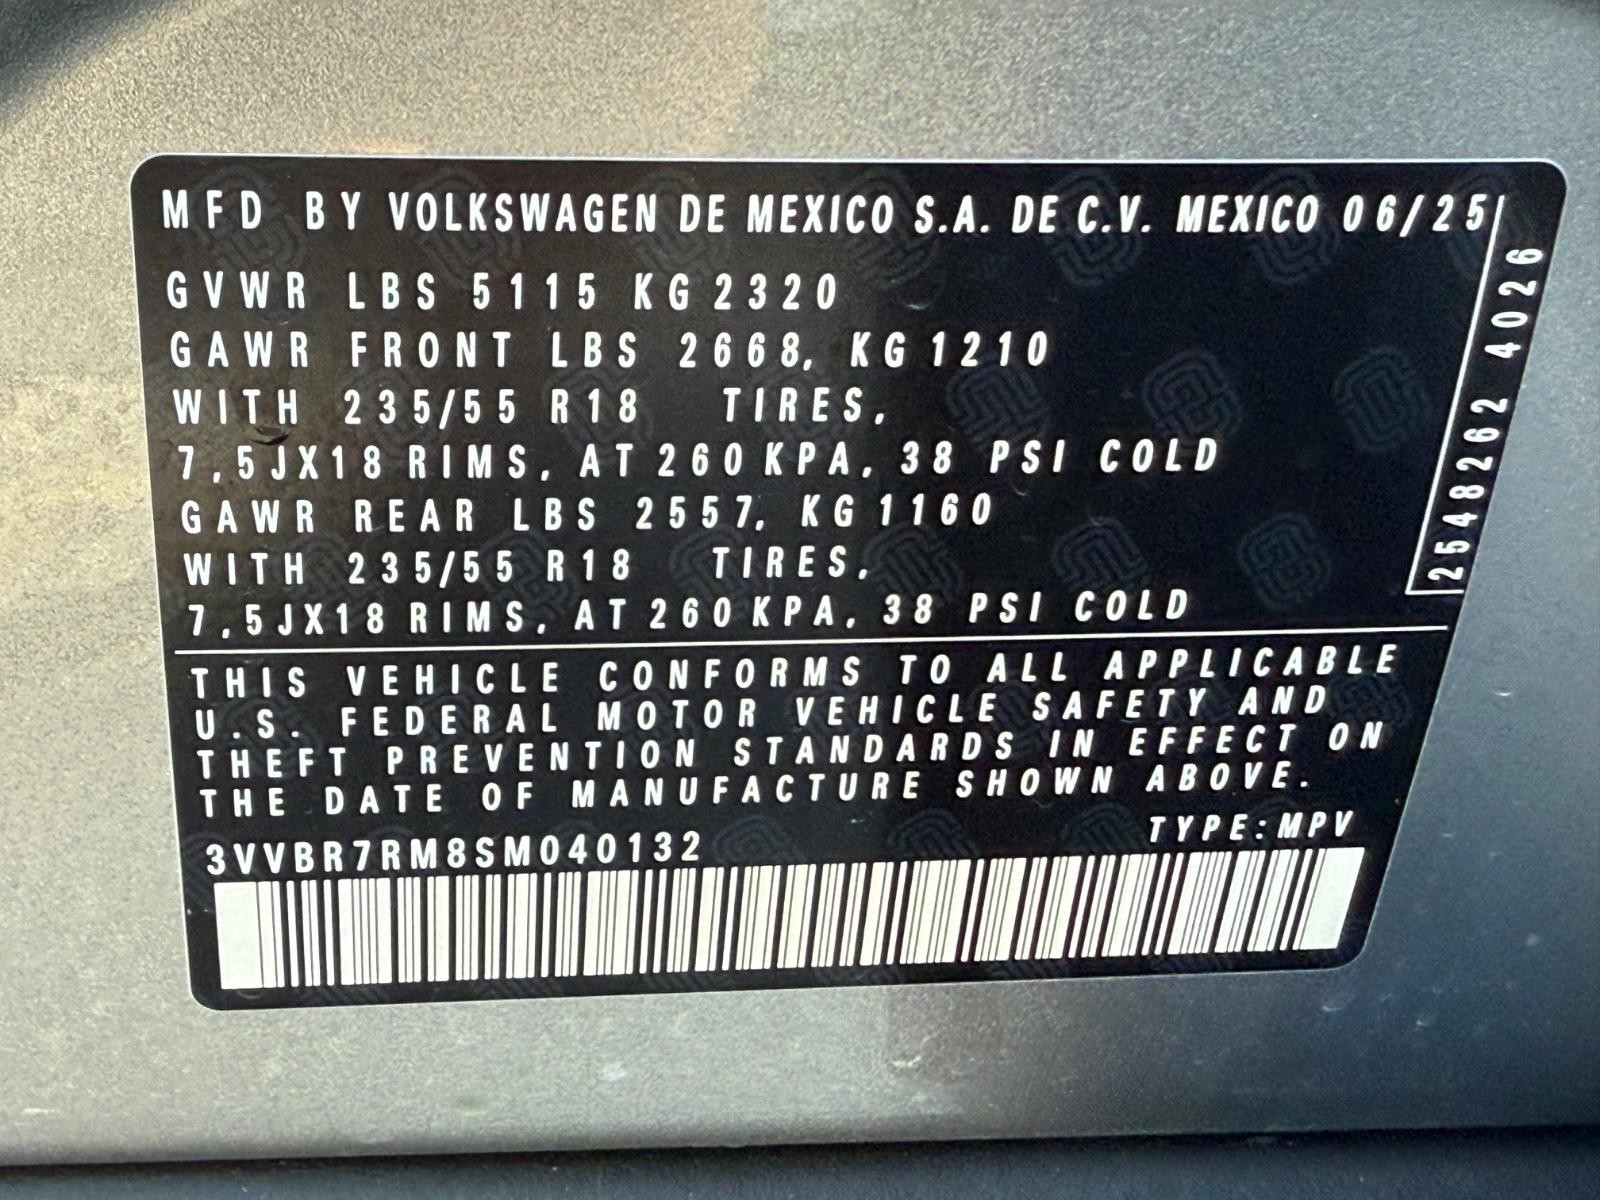 MFD BY VOLKSWAGEN DE MEXICO S.A. DE C.V. MEXICO 06/25
GVWR LBS 5115 KG 2320
GAWR FRONT LBS 2668, KG 1210
WITH 235/55 R18 TIRES,
7,5JX18 RIMS, AT 260 KPA, 38 PSI COLD
GAWR REAR LBS 2557, KG 1160
WITH 235/55 R18 TIRES,
7,5JX18 RIMS, AT 260 KPA, 38 PSI COLD
2548262 4026
THIS VEHICLE CONFORMS TO ALL APPLICABLE
U.S. FEDERAL MOTOR VEHICLE SAFETY AND
THEFT PREVENTION STANDARDS IN EFFECT ON
THE DATE OF MANUFACTURE SHOWN ABOVE.
3VVBR7RM8SM040132 TYPE:MPV